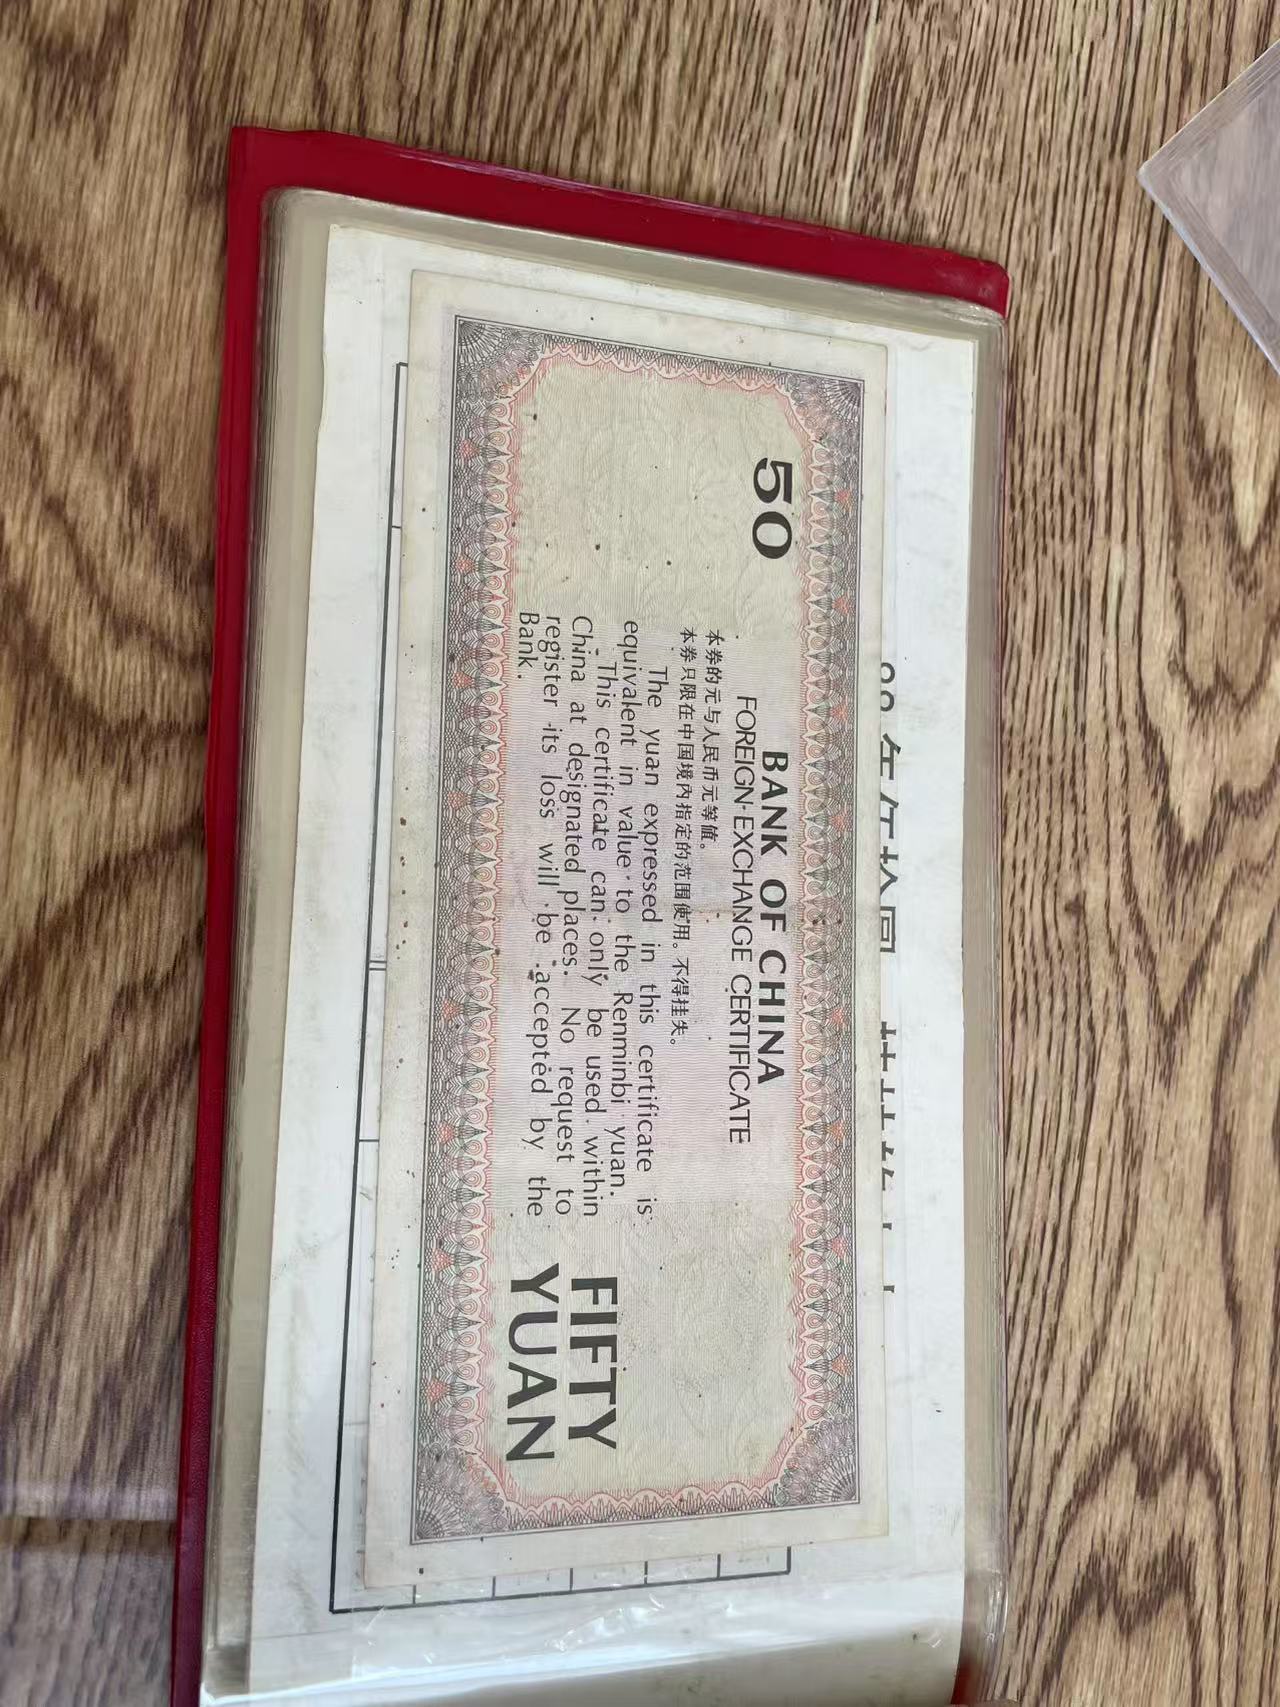 50
BANK OF CHINA
FOREIGN EXCHANGE CERTIFICATE
本券的元与人民币元等值。
本券只限在中国境内指定的范围使用。不得挂失。
The yuan expressed in this certificate is
equivalent in value to the Renminbi yuan.
This certificate can only be used within
China at designated places. No request to
register its loss will be accepted by the
Bank.
FIFTY
YUAN